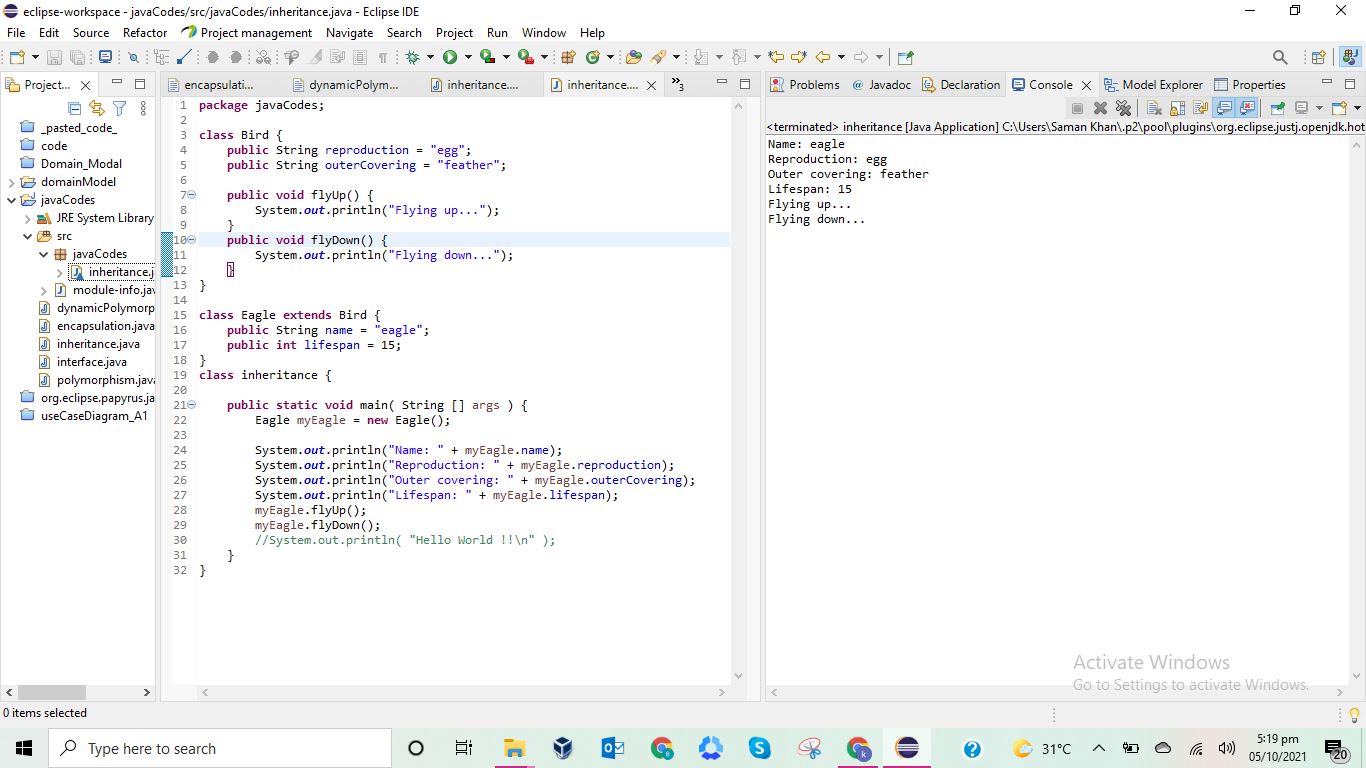 eclipse-workspace - javaCodes/src/javaCodes/inheritance.java - Eclipse IDE
File Edit Source Refactor Project management Navigate Search Project Run Window Help
Project...
encapsulati... dynamicPolym... inheritance.... inheritance.... »3
_pasted_code_
code
Domain_Modal
domainModel
javaCodes
JRE System Library
src
javaCodes
inheritance.j
module-info.jav
dynamicPolymorp
encapsulation.java
inheritance.java
interface.java
polymorphism.java
org.eclipse.papyrus.ja
useCaseDiagram_A1
1 package javaCodes;
2
3 class Bird {
4 public String reproduction = "egg";
5 public String outerCovering = "feather";
6
7 public void flyUp() {
8 System.out.println("Flying up...");
9 }
10 public void flyDown() {
11 System.out.println("Flying down...");
12 }
13 }
14
15 class Eagle extends Bird {
16 public String name = "eagle";
17 public int lifespan = 15;
18 }
19 class inheritance {
20
21 public static void main( String [] args ) {
22 Eagle myEagle = new Eagle();
23
24 System.out.println("Name: " + myEagle.name);
25 System.out.println("Reproduction: " + myEagle.reproduction);
26 System.out.println("Outer covering: " + myEagle.outerCovering);
27 System.out.println("Lifespan: " + myEagle.lifespan);
28 myEagle.flyUp();
29 myEagle.flyDown();
30 //System.out.println( "Hello World !!\n" );
31 }
32 }
Problems Javadoc Declaration Console Model Explorer Properties
<terminated> inheritance [Java Application] C:\Users\Saman Khan\.p2\pool\plugins\org.eclipse.justj.openjdk.hot
Name: eagle
Reproduction: egg
Outer covering: feather
Lifespan: 15
Flying up...
Flying down...
Activate Windows
Go to Settings to activate Windows.
0 items selected
Type here to search
31°C
5:19 pm
05/10/2021
20